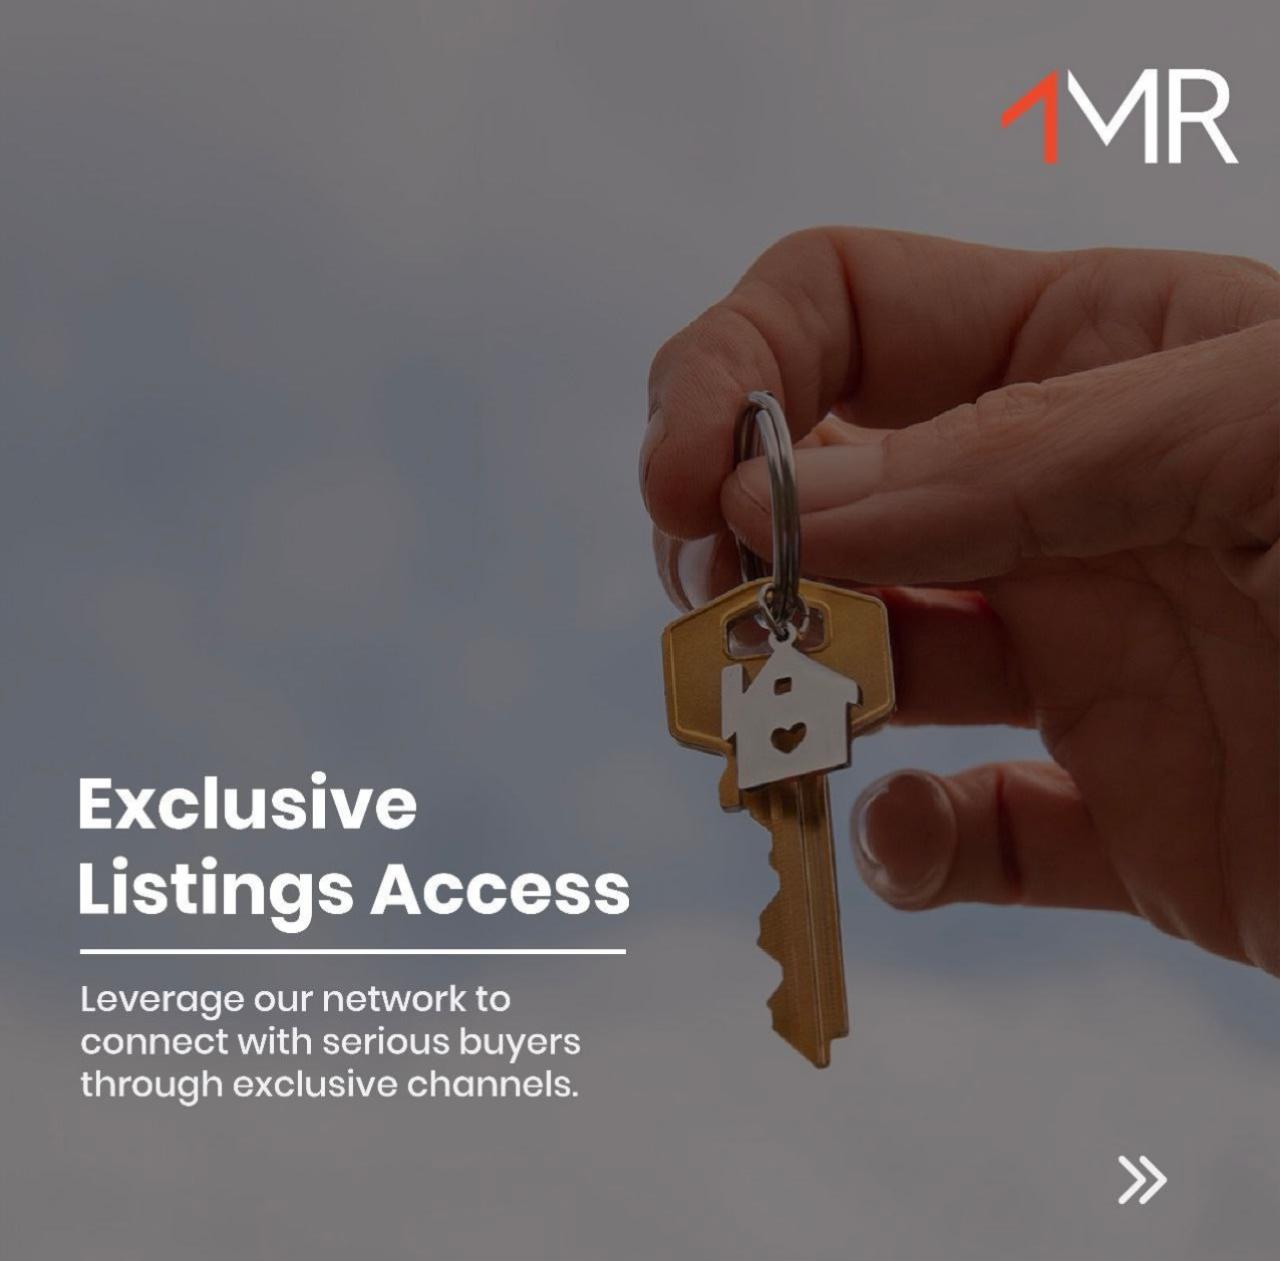 1MR
Exclusive
Listings Access
Leverage our network to
connect with serious buyers
through exclusive channels.